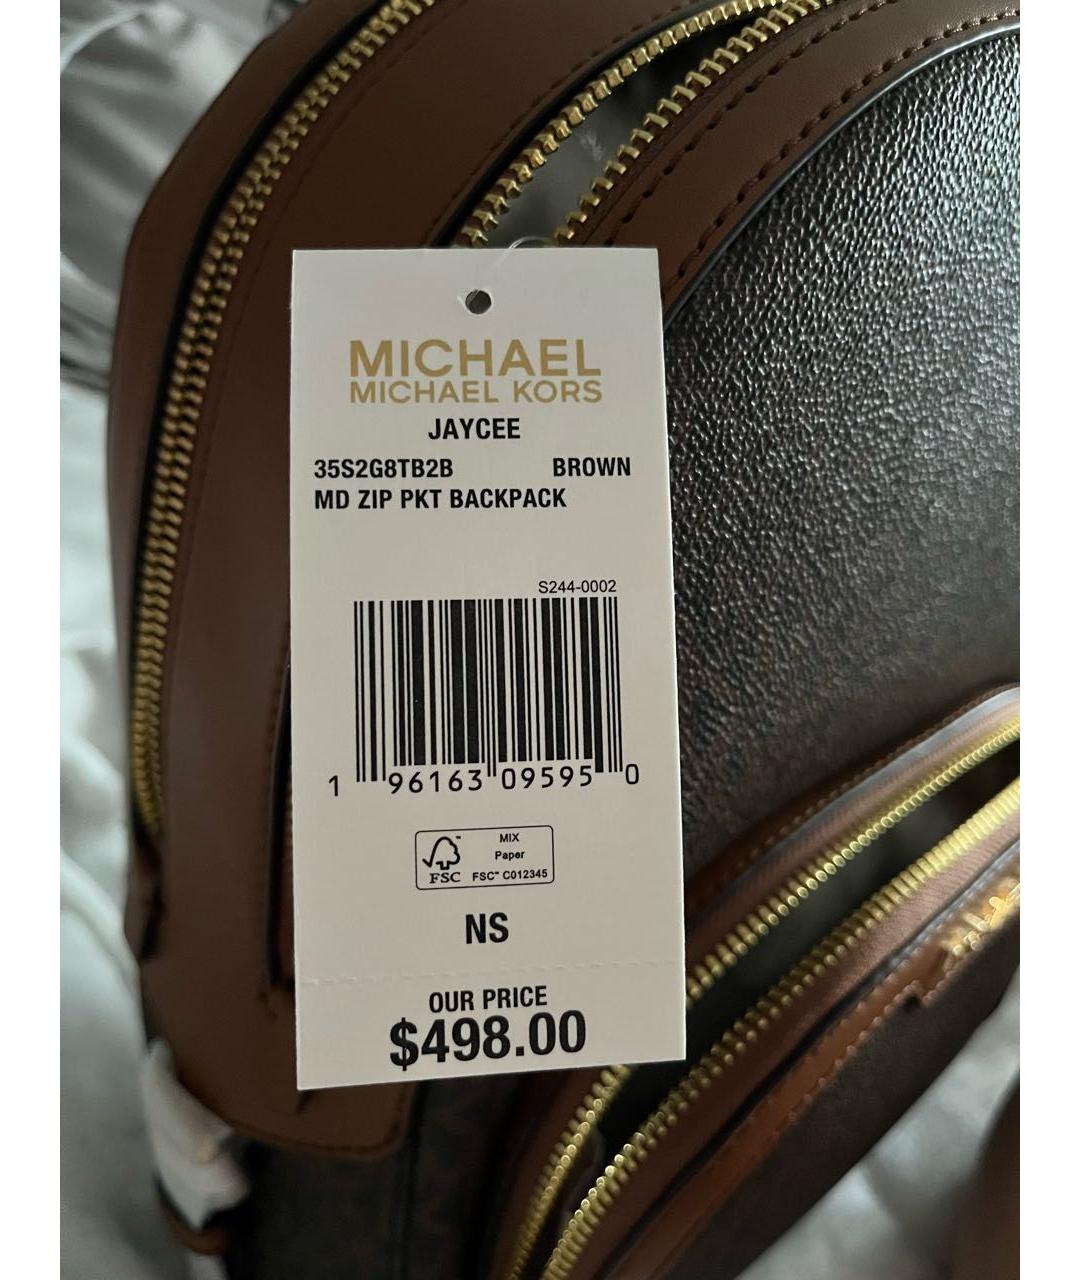 MICHAEL
MICHAEL KORS
JAYCEE
35S2G8TB2B BROWN
MD ZIP PKT BACKPACK
S244-0002
1 96163 09595 0
MIX
Paper
FSC FSC™ C012345
NS
OUR PRICE
$498.00